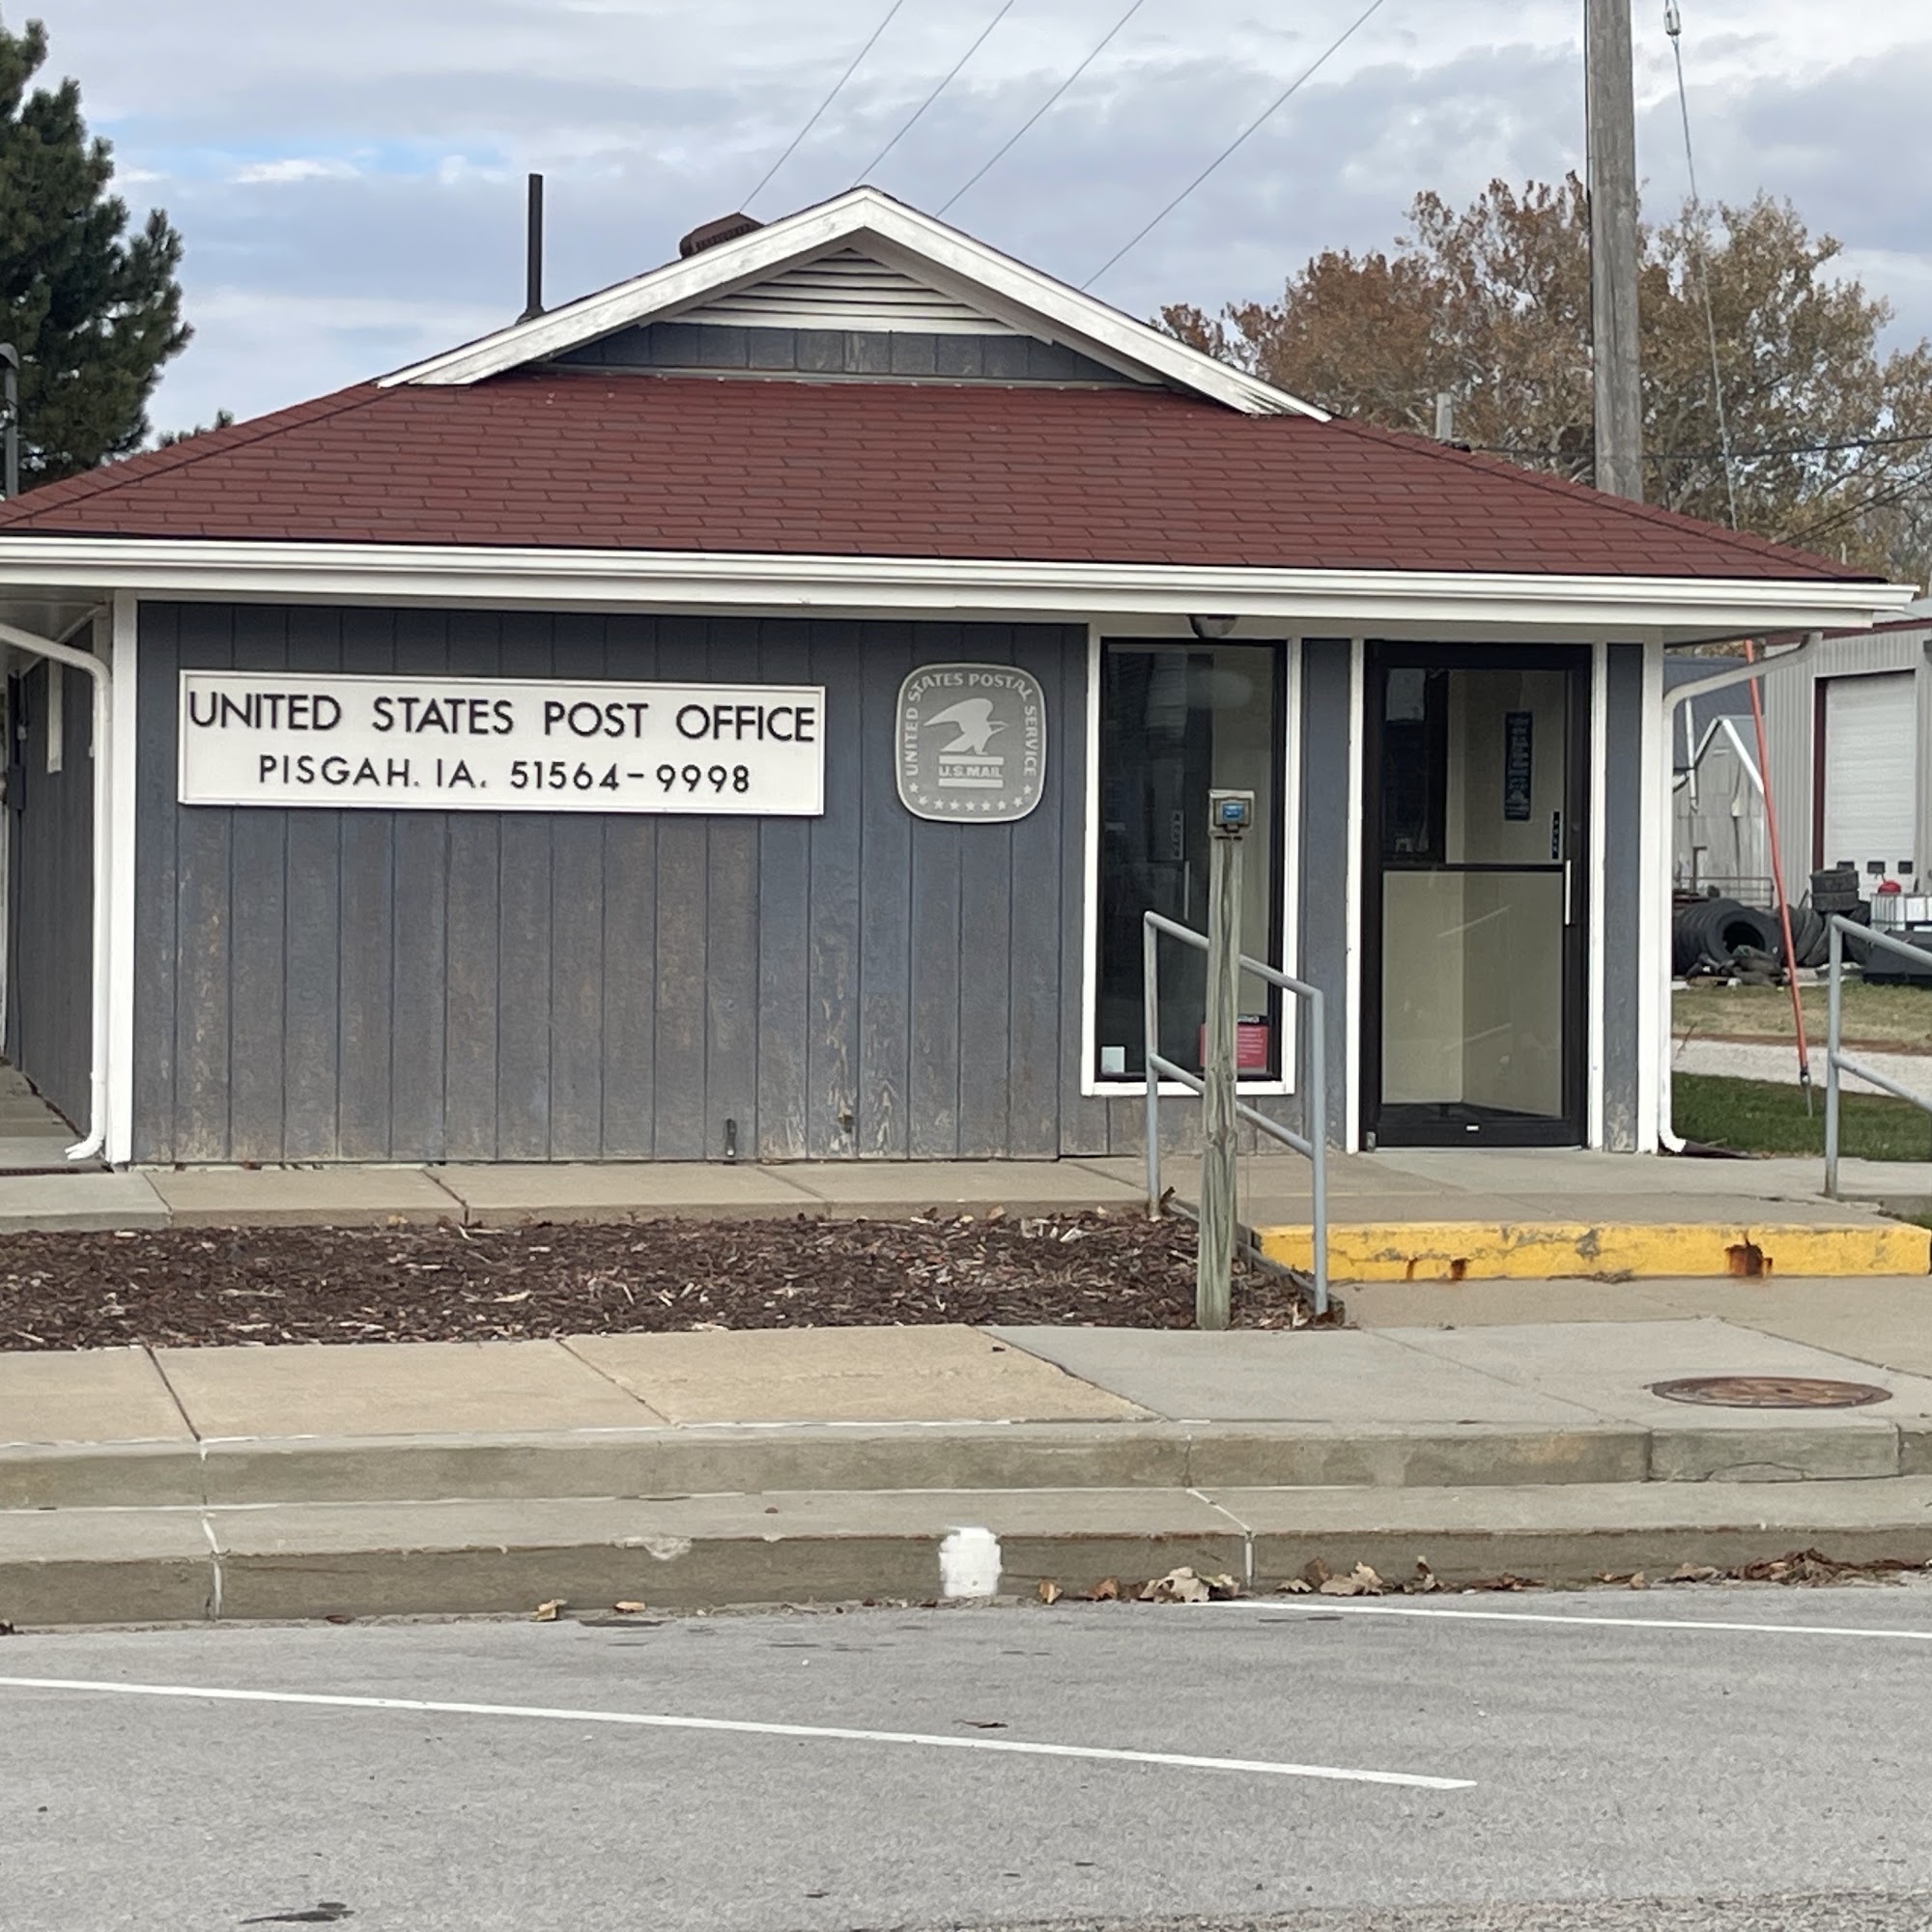 UNITED STATES POST OFFICE
PISGAH. IA. 51564-9998
UNITED STATES POSTAL SERVICE
U.S.MAIL